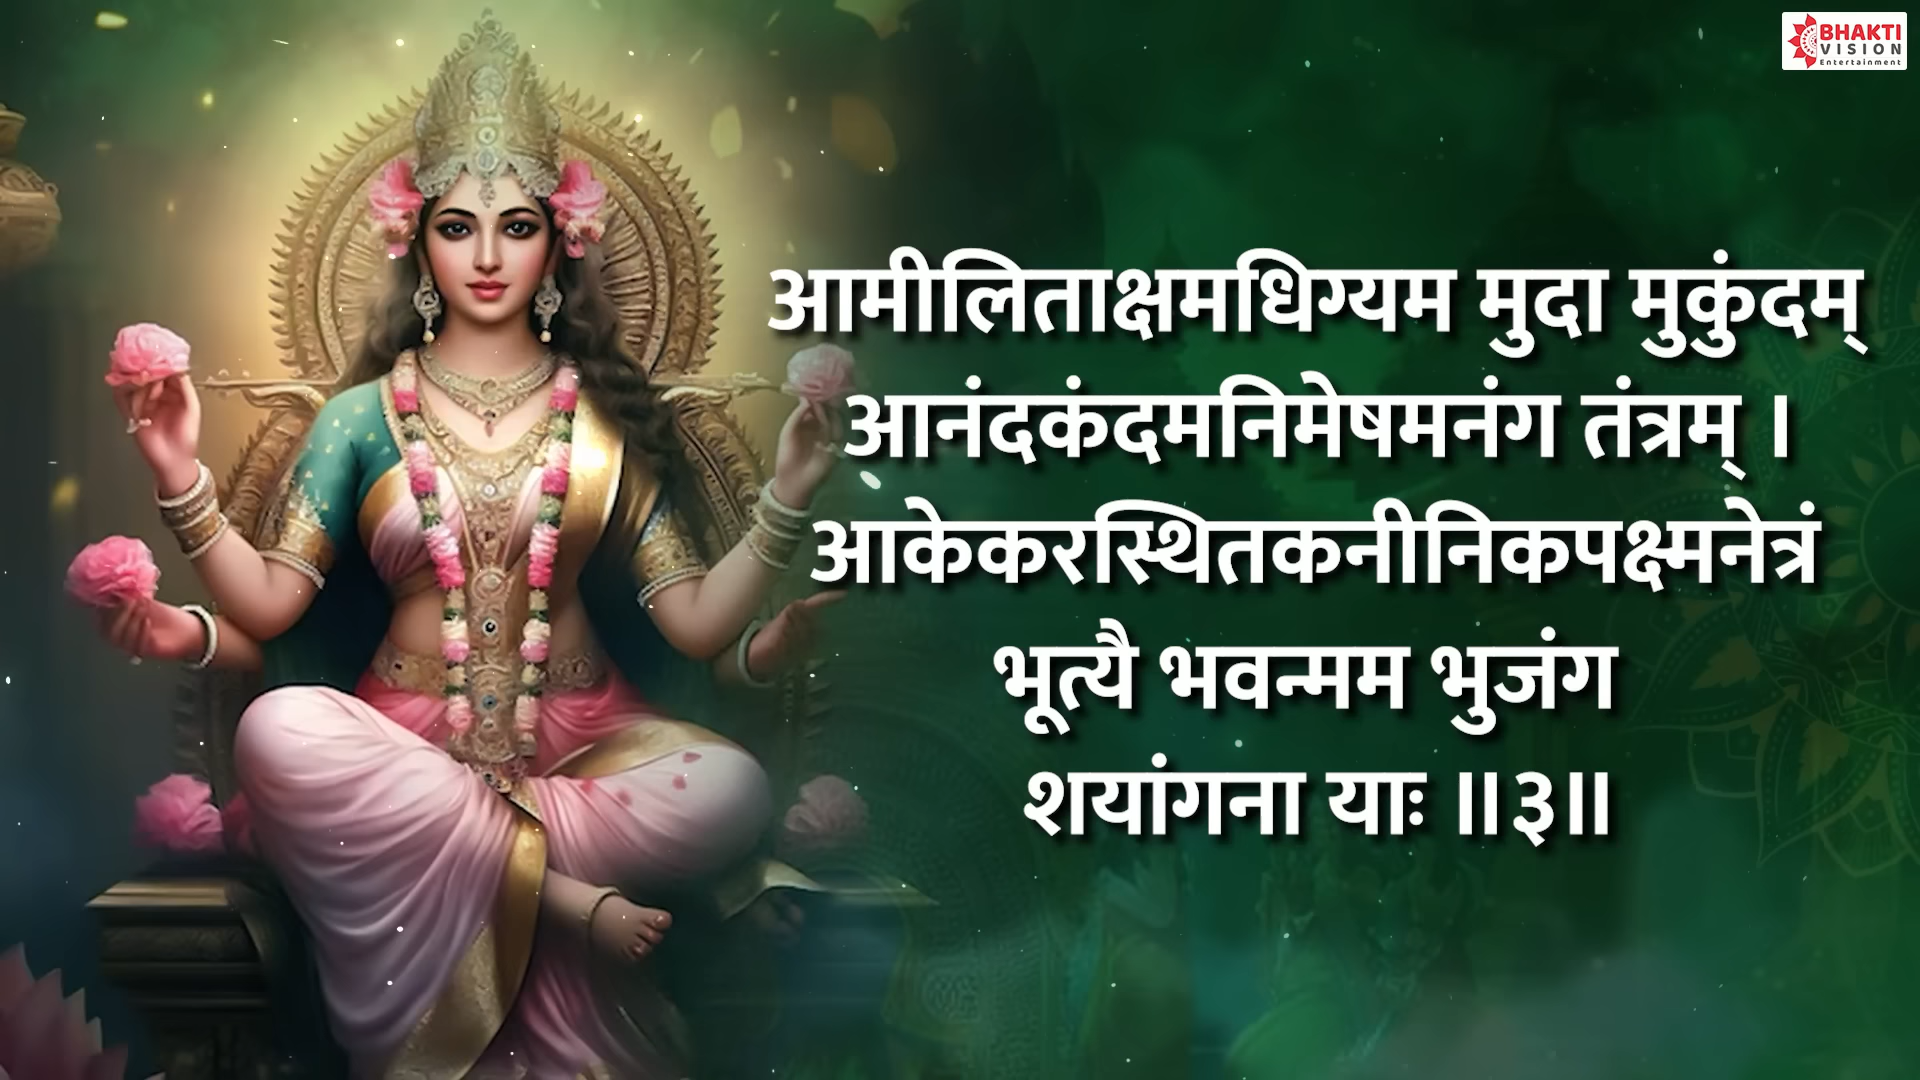 BHAKTI
VISION
Entertainment
आमीलिताक्षमधिग्यम मुदा मुकुंदम्
आनंदकंदमनिमेषमनंग तंत्रम् ।
आकेकरस्थितकनीनिकपक्ष्मनेत्रं
भूत्यै भवन्मम भुजंग
शयांगना याः ॥३॥